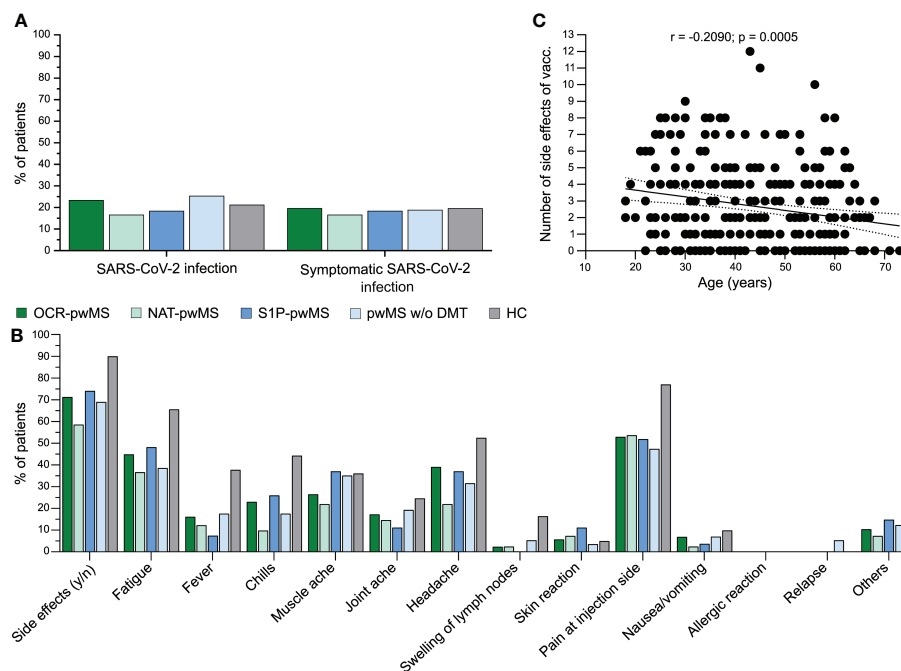 A
100
90
80
70
60
50
40
30
20
10
0
% of patients
SARS-CoV-2 infection
Symptomatic SARS-CoV-2
infection
C
r = -0.2090; p = 0.0005
13
12
11
10
9
8
7
6
5
4
3
2
1
0
Number of side effects of vacc.
10 20 30 40 50 60 70
Age (years)
OCR-pwMS NAT-pwMS S1P-pwMS pwMS w/o DMT HC
B
100
90
80
70
60
50
40
30
20
10
0
% of patients
Side effects (y/n)
Fatigue
Fever
Chills
Muscle ache
Joint ache
Headache
Swelling of lymph nodes
Skin reaction
Pain at injection side
Nausea/vomiting
Allergic reaction
Relapse
Others